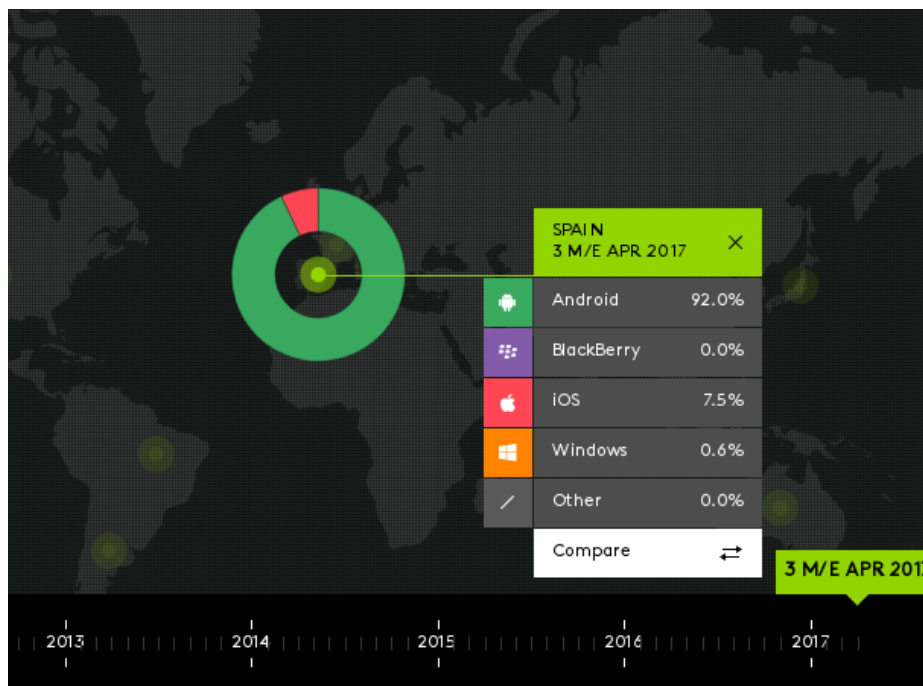 SPAIN
3 M/E APR 2017
Android 92.0%
BlackBerry 0.0%
iOS 7.5%
Windows 0.6%
Other 0.0%
Compare
3 M/E APR 2017
2013 2014 2015 2016 2017